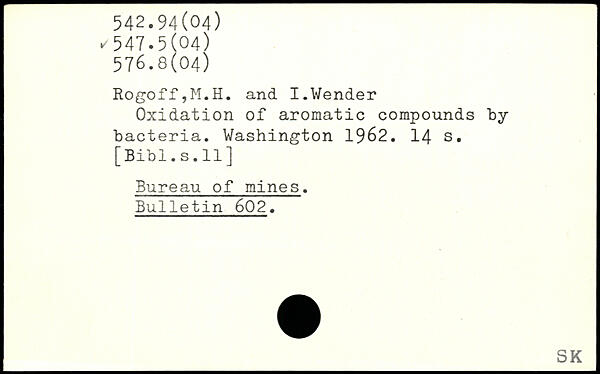 542.94(04)
✓547.5(04)
576.8(04)
Rogoff,M.H. and I.Wender
Oxidation of aromatic compounds by
bacteria. Washington 1962. 14 s.
[Bibl.s.11]
Bureau of mines.
Bulletin 602.
SK